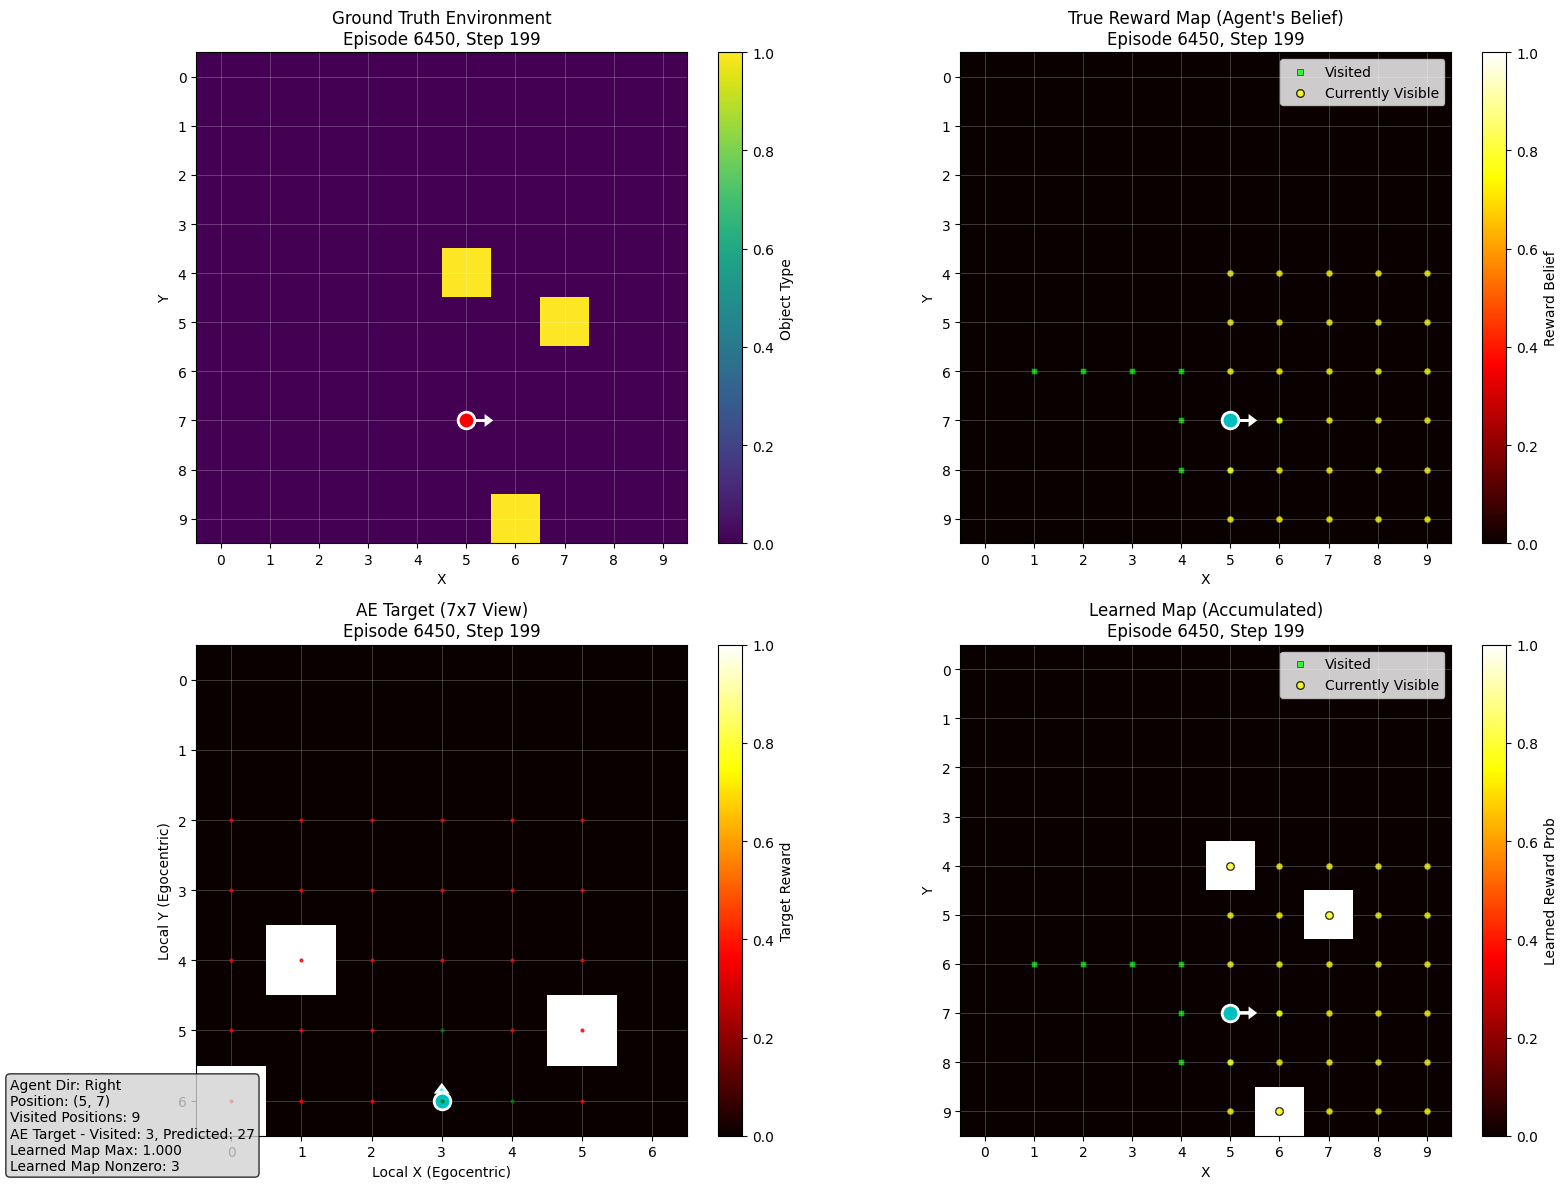 Ground Truth Environment
Episode 6450, Step 199
0
1
2
3
4
5
6
7
8
9
Y
0 1 2 3 4 5 6 7 8 9
X
1.0
0.8
0.6
0.4
0.2
0.0
Object Type
True Reward Map (Agent's Belief)
Episode 6450, Step 199
Visited
Currently Visible
0
1
2
3
4
5
6
7
8
9
Y
0 1 2 3 4 5 6 7 8 9
X
1.0
0.8
0.6
0.4
0.2
0.0
Reward Belief
AE Target (7x7 View)
Episode 6450, Step 199
0
1
2
3
4
5
6
Local Y (Egocentric)
0 1 2 3 4 5 6
Local X (Egocentric)
1.0
0.8
0.6
0.4
0.2
0.0
Target Reward
Agent Dir: Right
Position: (5, 7)
Visited Positions: 9
AE Target - Visited: 3, Predicted: 27
Learned Map Max: 1.000
Learned Map Nonzero: 3
Learned Map (Accumulated)
Episode 6450, Step 199
Visited
Currently Visible
0
1
2
3
4
5
6
7
8
9
Y
0 1 2 3 4 5 6 7 8 9
X
1.0
0.8
0.6
0.4
0.2
0.0
Learned Reward Prob